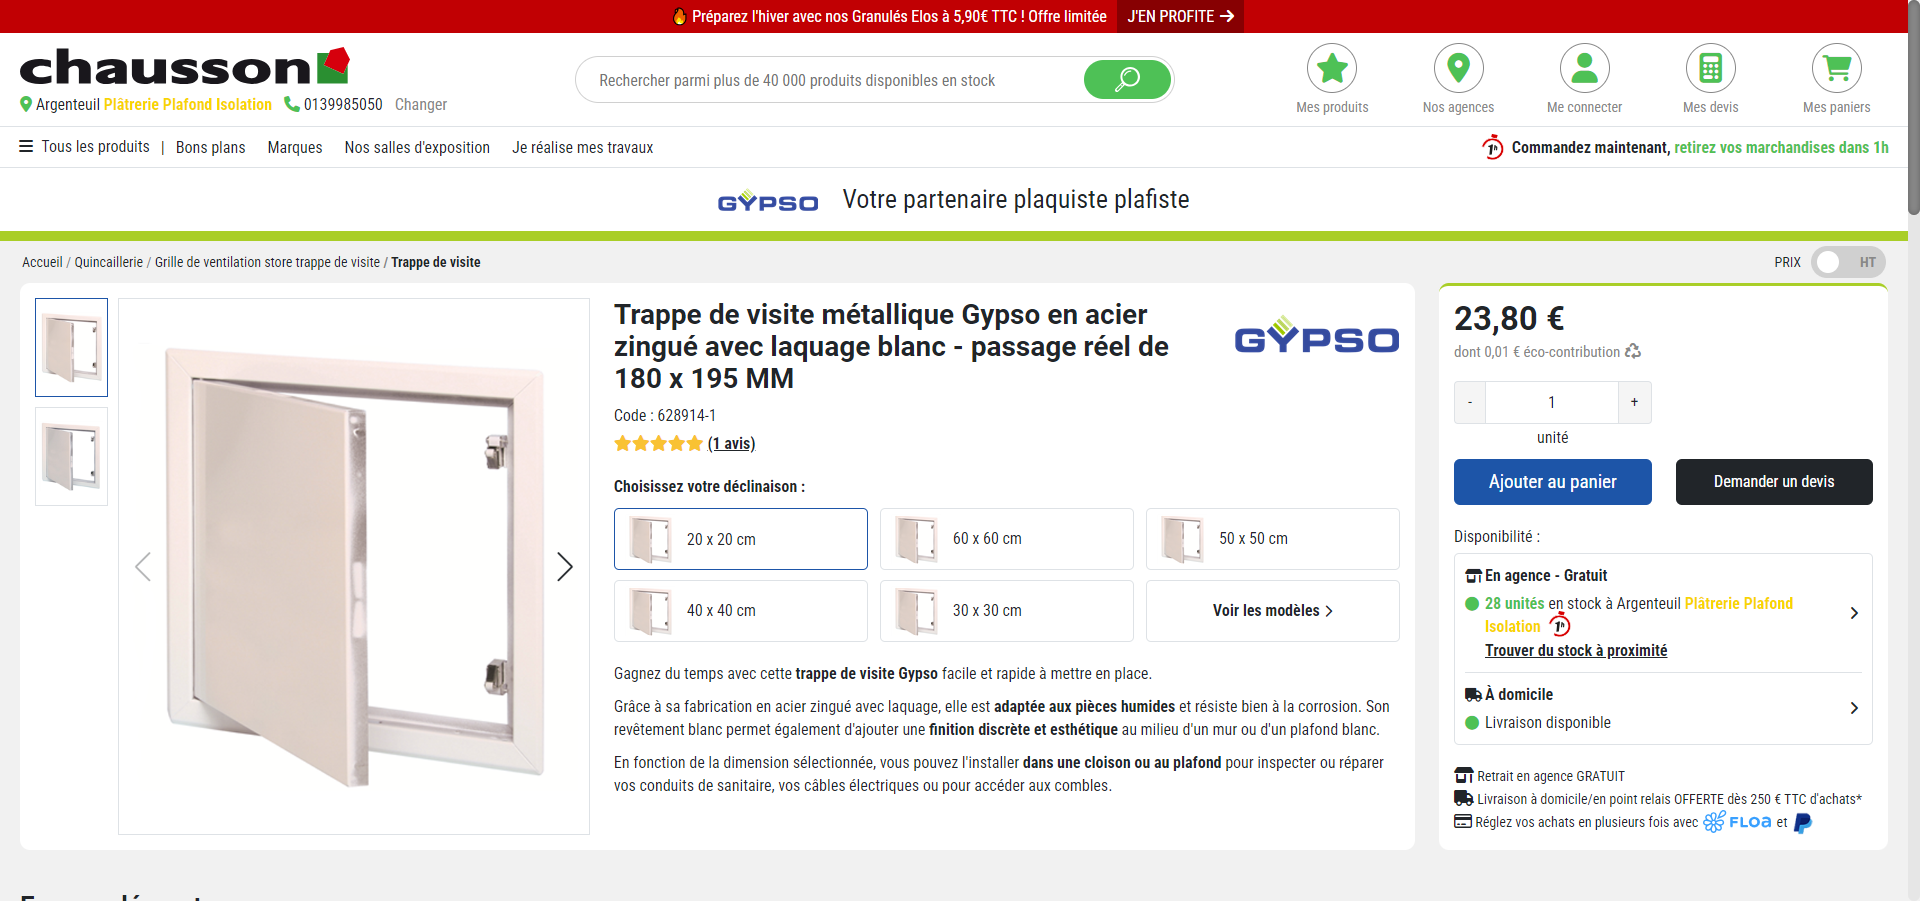 Préparez l'hiver avec nos Granulés Elos à 5,90€ TTC ! Offre limitée J'EN PROFITE
chausson
Argenteuil Plâtrerie Plafond Isolation 0139985050 Changer
Rechercher parmi plus de 40 000 produits disponibles en stock
Mes produits
Nos agences
Me connecter
Mes devis
Mes paniers
Tous les produits | Bons plans Marques Nos salles d'exposition Je réalise mes travaux
1h Commandez maintenant, retirez vos marchandises dans 1h
GYPSO Votre partenaire plaquiste plafiste
Accueil / Quincaillerie / Grille de ventilation store trappe de visite / Trappe de visite
PRIX HT
Trappe de visite métallique Gypso en acier
zingué avec laquage blanc - passage réel de
180 x 195 MM
GYPSO
Code : 628914-1
(1 avis)
Choisissez votre déclinaison :
20 x 20 cm
60 x 60 cm
50 x 50 cm
40 x 40 cm
30 x 30 cm
Voir les modèles
Gagnez du temps avec cette trappe de visite Gypso facile et rapide à mettre en place.
Grâce à sa fabrication en acier zingué avec laquage, elle est adaptée aux pièces humides et résiste bien à la corrosion. Son
revêtement blanc permet également d'ajouter une finition discrète et esthétique au milieu d'un mur ou d'un plafond blanc.
En fonction de la dimension sélectionnée, vous pouvez l'installer dans une cloison ou au plafond pour inspecter ou réparer
vos conduits de sanitaire, vos câbles électriques ou pour accéder aux combles.
23,80 €
dont 0,01 € éco-contribution
- 1 +
unité
Ajouter au panier
Demander un devis
Disponibilité :
En agence - Gratuit
28 unités en stock à Argenteuil Plâtrerie Plafond
Isolation 1h
Trouver du stock à proximité
À domicile
Livraison disponible
Retrait en agence GRATUIT
Livraison à domicile/en point relais OFFERTE dès 250 € TTC d'achats*
Réglez vos achats en plusieurs fois avec FLOA et